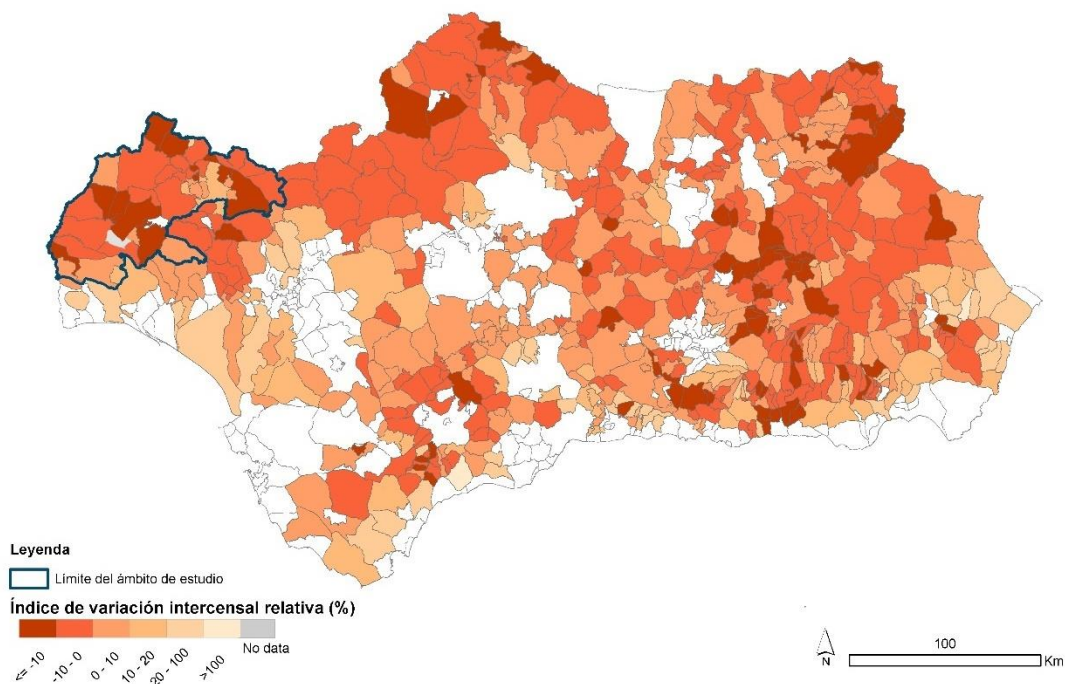 Leyenda
Límite del ámbito de estudio
Índice de variación intercensal relativa (%)
<= -10
-10 - 0
0 - 10
10 - 20
20 - 100
>100
No data
N
100
Km